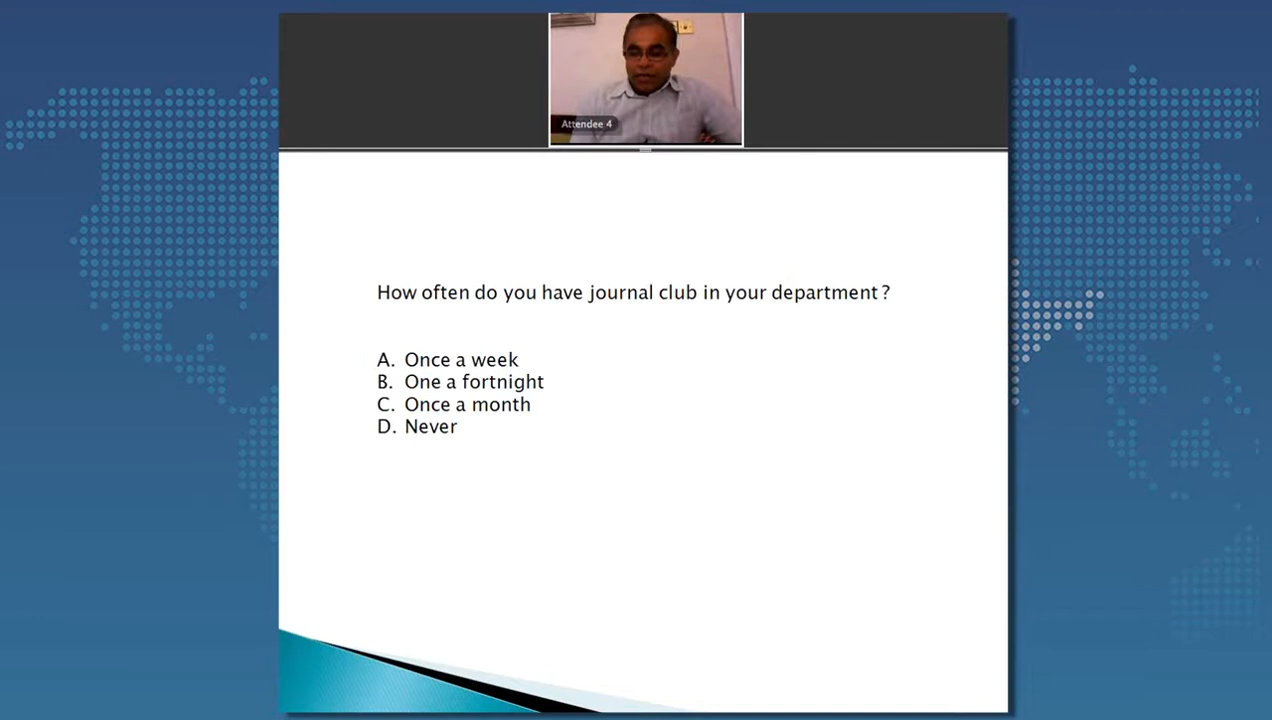 Attendee 4
How often do you have journal club in your department ?
A. Once a week
B. One a fortnight
C. Once a month
D. Never